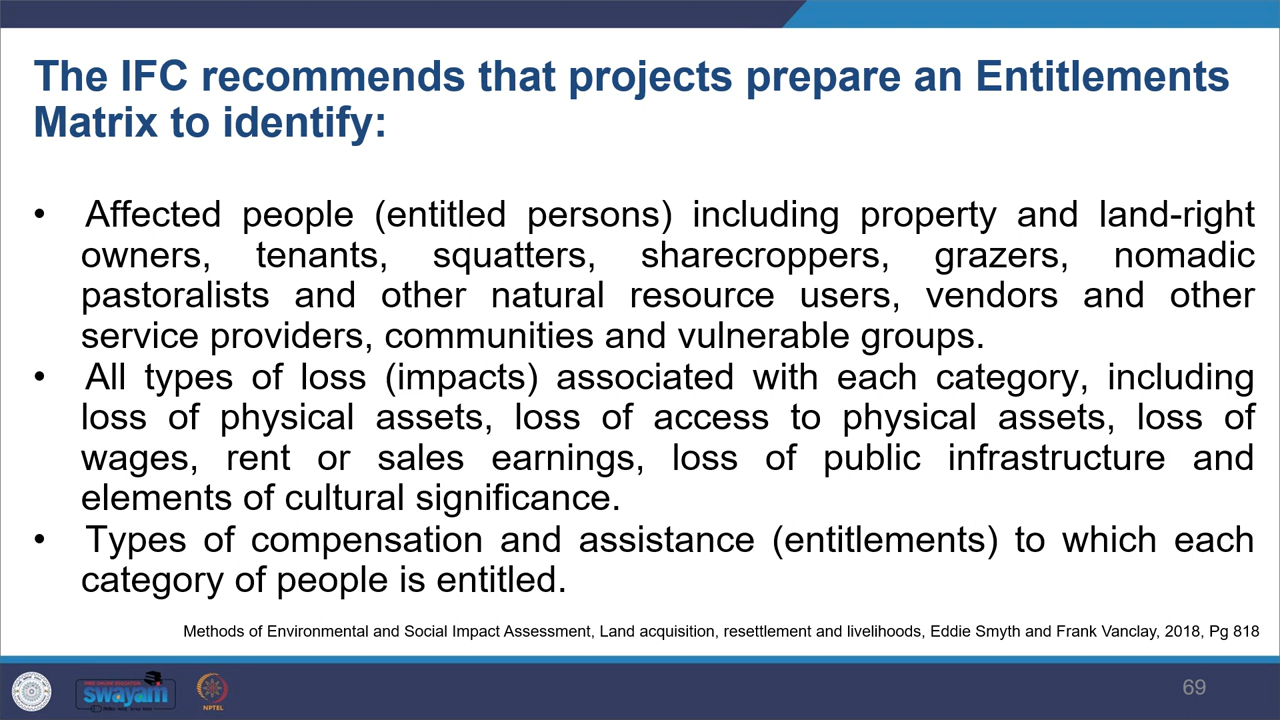 The IFC recommends that projects prepare an Entitlements
Matrix to identify:
• Affected people (entitled persons) including property and land-right
owners, tenants, squatters, sharecroppers, grazers, nomadic
pastoralists and other natural resource users, vendors and other
service providers, communities and vulnerable groups.
• All types of loss (impacts) associated with each category, including
loss of physical assets, loss of access to physical assets, loss of
wages, rent or sales earnings, loss of public infrastructure and
elements of cultural significance.
• Types of compensation and assistance (entitlements) to which each
category of people is entitled.
Methods of Environmental and Social Impact Assessment, Land acquisition, resettlement and livelihoods, Eddie Smyth and Frank Vanclay, 2018, Pg 818
swayam
NPTEL
69